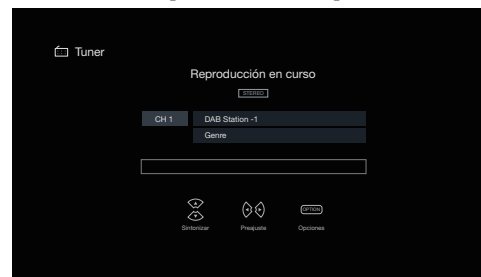 Tuner
Reproducción en curso
STEREO
CH 1 DAB Station -1
Genre
OPTION
Sintonizar Preajuste Opciones